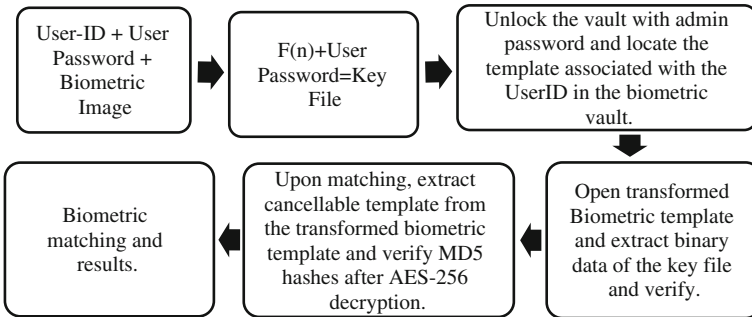 User-ID + User
Password +
Biometric
Image
F(n)+User
Password=Key
File
Unlock the vault with admin
password and locate the
template associated with the
UserID in the biometric
vault.
Open transformed
Biometric template
and extract binary
data of the key file
and verify.
Upon matching, extract
cancellable template from
the transformed biometric
template and verify MD5
hashes after AES-256
decryption.
Biometric
matching and
results.